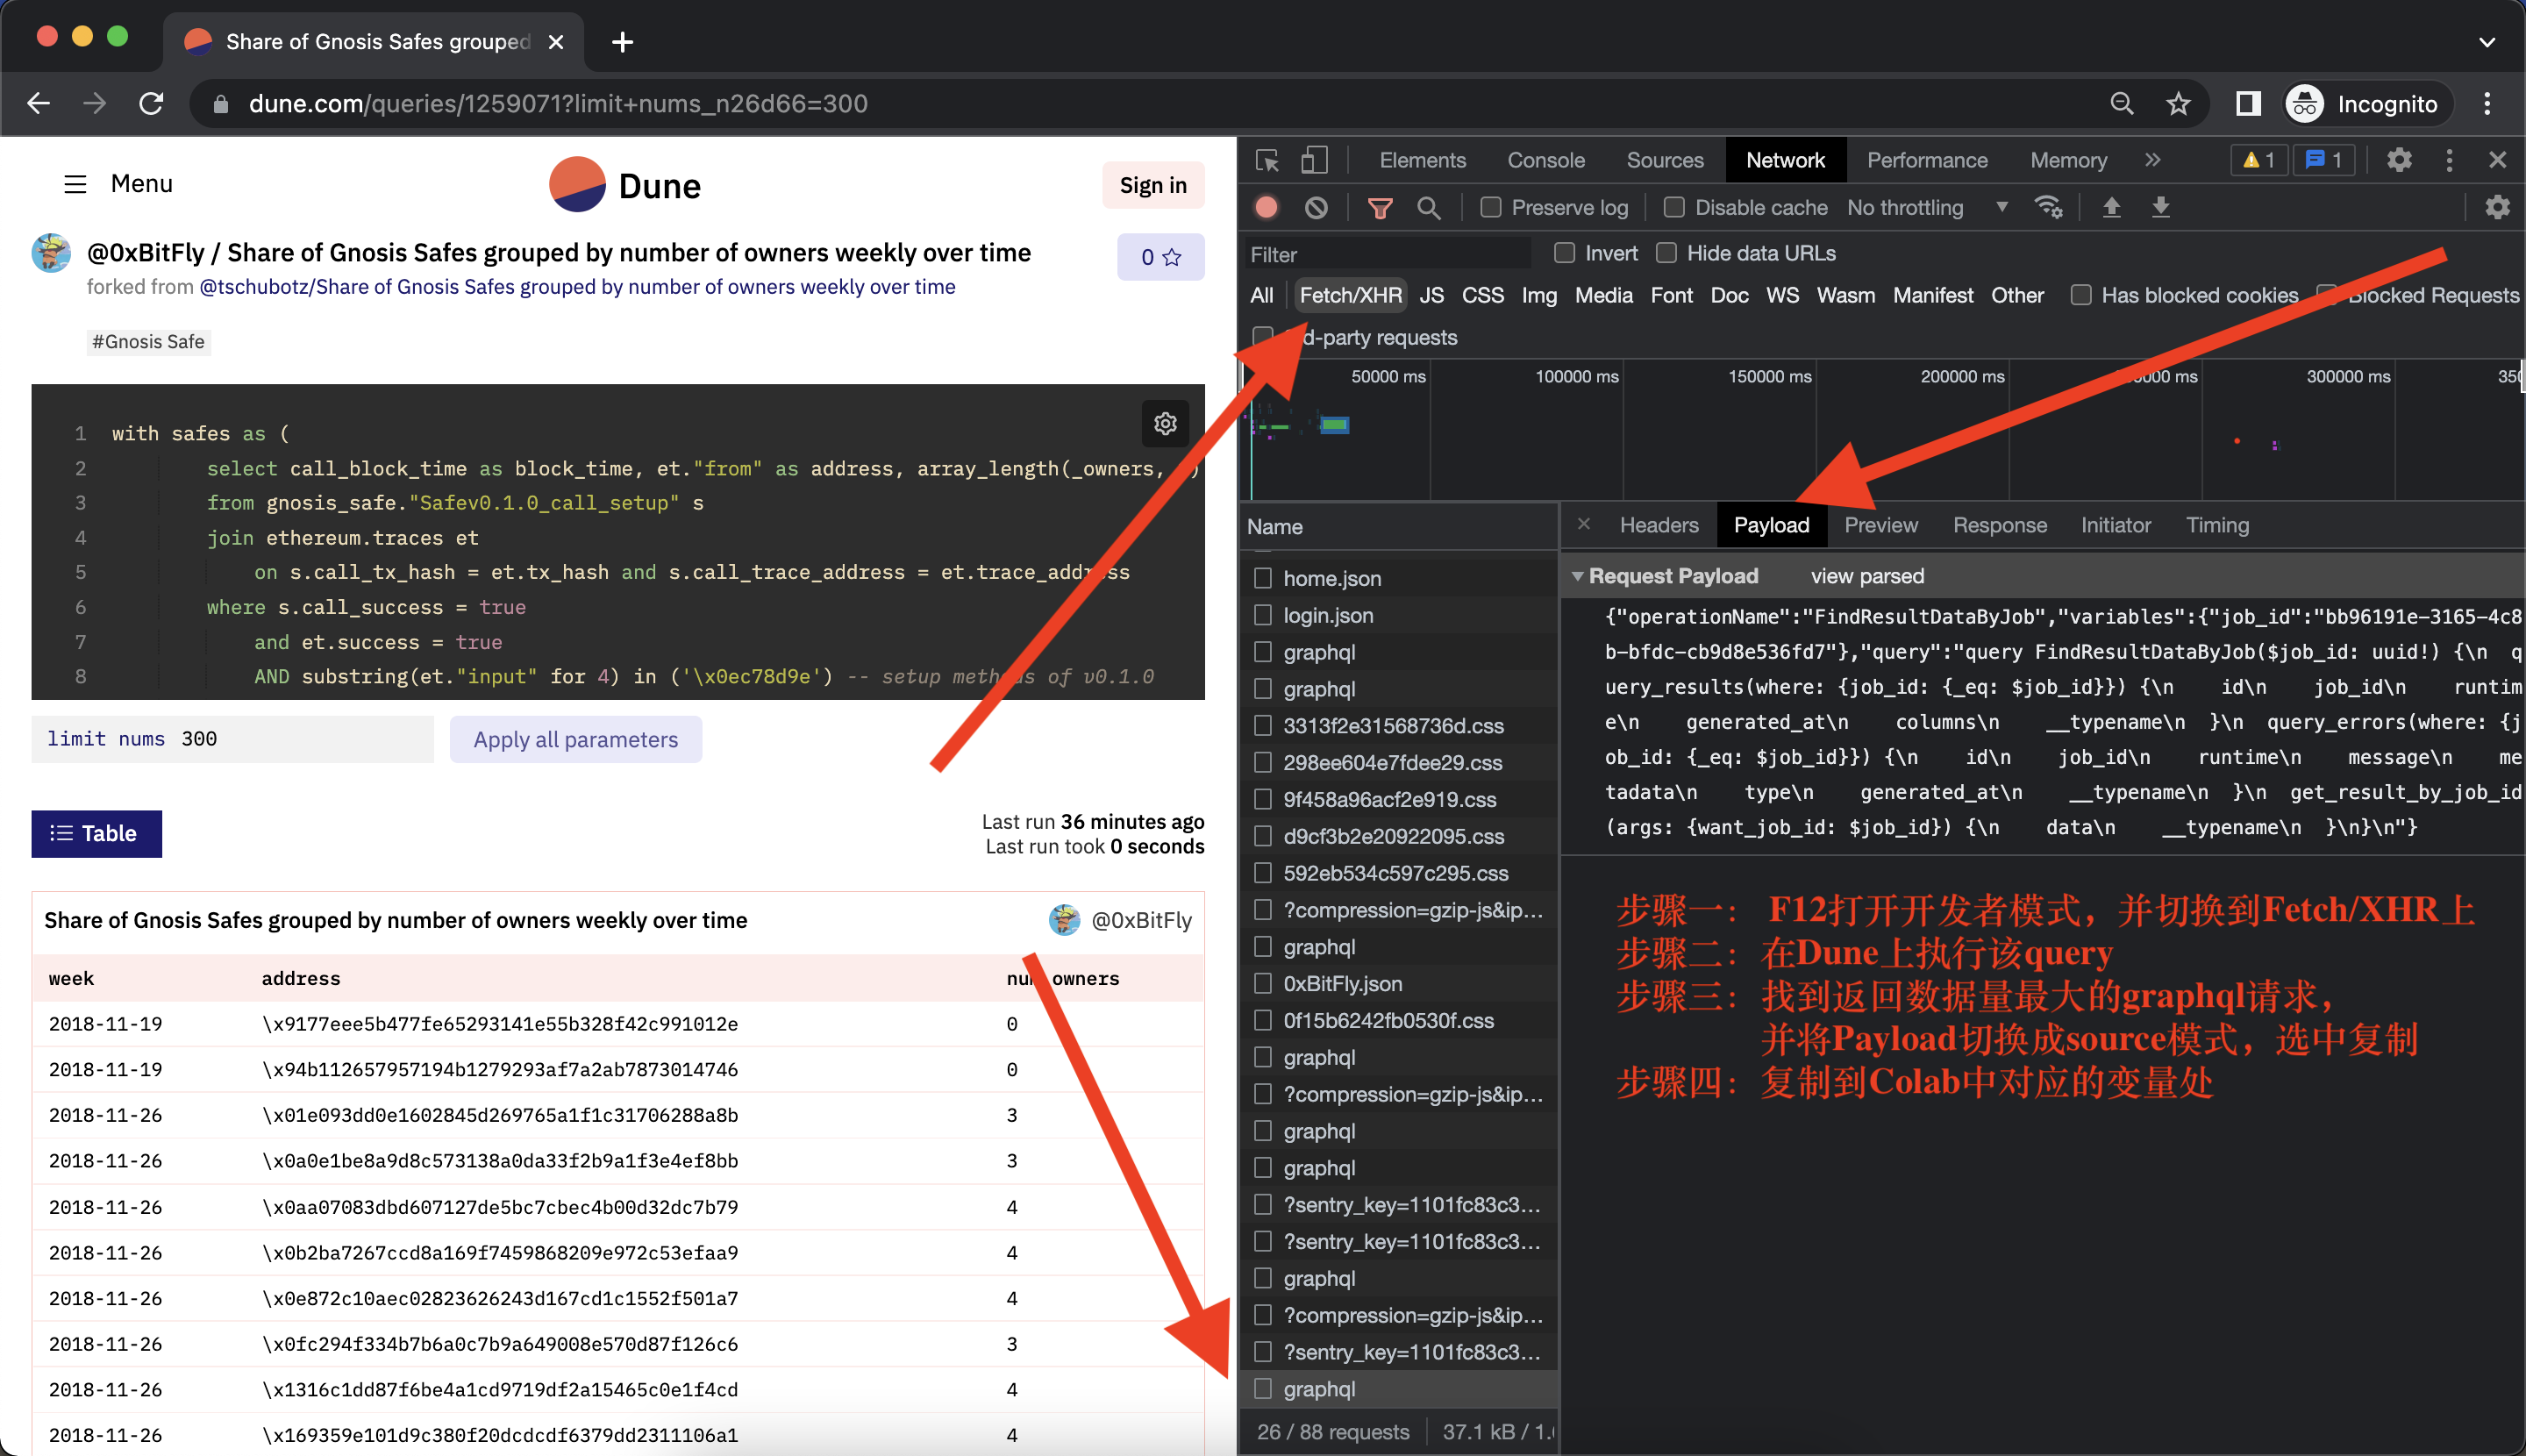 Share of Gnosis Safes grouped
dune.com/queries/1259071?limit+nums_n26d66=300
Incognito
Menu
Dune
Sign in
@0xBitFly / Share of Gnosis Safes grouped by number of owners weekly over time
0
forked from @tschubotz/Share of Gnosis Safes grouped by number of owners weekly over time
#Gnosis Safe
1 with safes as (
2 select call_block_time as block_time, et."from" as address, array_length(_owners,
3 from gnosis_safe."Safev0.1.0_call_setup" s
4 join ethereum.traces et
5 on s.call_tx_hash = et.tx_hash and s.call_trace_address = et.trace_address
6 where s.call_success = true
7 and et.success = true
8 AND substring(et."input" for 4) in ('\x0ec78d9e') -- setup methods of v0.1.0
limit nums 300
Apply all parameters
Table
Last run 36 minutes ago
Last run took 0 seconds
Share of Gnosis Safes grouped by number of owners weekly over time
@0xBitFly
week address num_owners
2018-11-19 \x9177eee5b477fe65293141e55b328f42c991012e 0
2018-11-19 \x94b112657957194b1279293af7a2ab7873014746 0
2018-11-26 \x01e093dd0e1602845d269765a1f1c31706288a8b 3
2018-11-26 \x0a0e1be8a9d8c573138a0da33f2b9a1f3e4ef8bb 3
2018-11-26 \x0aa07083dbd607127de5bc7cbec4b00d32dc7b79 4
2018-11-26 \x0b2ba7267ccd8a169f7459868209e972c53efaa9 4
2018-11-26 \x0e872c10aec02823626243d167cd1c1552f501a7 4
2018-11-26 \x0fc294f334b7b6a0c7b9a649008e570d87f126c6 3
2018-11-26 \x1316c1dd87f6be4a1cd9719df2a15465c0e1f4cd 4
2018-11-26 \x169359e101d9c380f20dcdcdf6379dd2311106a1 4
Elements Console Sources Network Performance Memory 1 1
Preserve log Disable cache No throttling
Filter Invert Hide data URLs
All Fetch/XHR JS CSS Img Media Font Doc WS Wasm Manifest Other Has blocked cookies Blocked Requests
d-party requests
50000 ms 100000 ms 150000 ms 200000 ms 000 ms 300000 ms 350
Name
home.json
login.json
graphql
graphql
3313f2e31568736d.css
298ee604e7fdee29.css
9f458a96acf2e919.css
d9cf3b2e20922095.css
592eb534c597c295.css
?compression=gzip-js&ip...
graphql
0xBitFly.json
0f15b6242fb0530f.css
graphql
?compression=gzip-js&ip...
graphql
graphql
?sentry_key=1101fc83c3...
?sentry_key=1101fc83c3...
graphql
?compression=gzip-js&ip...
?sentry_key=1101fc83c3...
graphql
26 / 88 requests 37.1 kB / 1.
Headers Payload Preview Response Initiator Timing
Request Payload view parsed
{"operationName":"FindResultDataByJob","variables":{"job_id":"bb96191e-3165-4c8
b-bfdc-cb9d8e536fd7"},"query":"query FindResultDataByJob($job_id: uuid!) {\n q
uery_results(where: {job_id: {_eq: $job_id}}) {\n id\n job_id\n runtim
e\n generated_at\n columns\n __typename\n }\n query_errors(where: {j
ob_id: {_eq: $job_id}}) {\n id\n job_id\n runtime\n message\n me
tadata\n type\n generated_at\n __typename\n }\n get_result_by_job_id
(args: {want_job_id: $job_id}) {\n data\n __typename\n }\n}\n"}
步骤一： F12打开开发者模式，并切换到Fetch/XHR上
步骤二：在Dune上执行该query
步骤三：找到返回数据量最大的graphql请求，
并将Payload切换成source模式，选中复制
步骤四：复制到Colab中对应的变量处